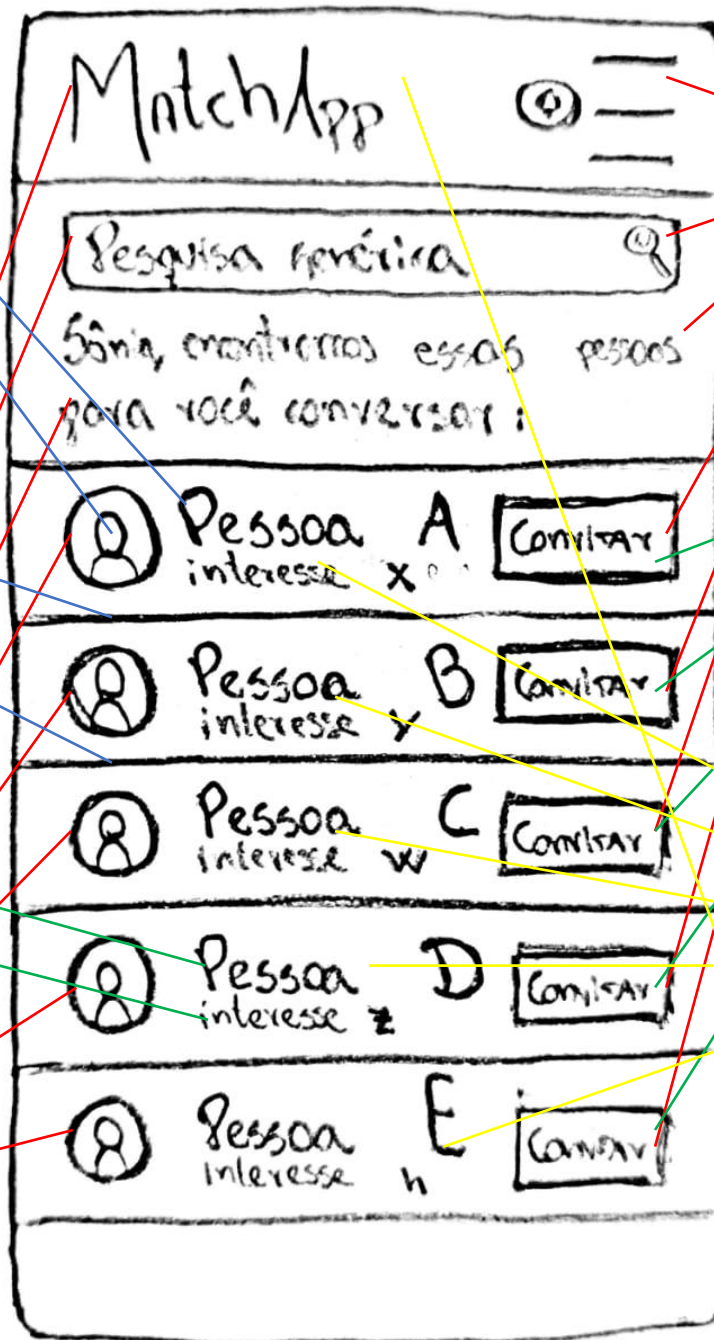 MatchApp
Pesquisa genérica
Sônia, encontramos essas pessoas
para você conversar:
Pessoa A
interesse x
Convitar
Pessoa B
interesse y
Convitar
Pessoa C
interesse w
Convitar
Pessoa D
interesse z
Convitar
Pessoa E
interesse h
Convitar